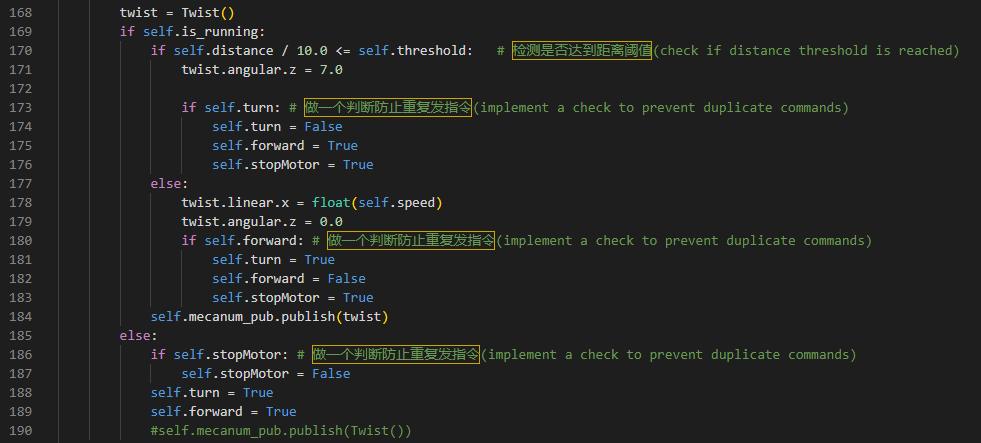 168 twist = Twist()
169 if self.is_running:
170 if self.distance / 10.0 <= self.threshold: # 检测是否达到距离阈值(check if distance threshold is reached)
171 twist.angular.z = 7.0
172
173 if self.turn: # 做一个判断防止重复发指令(implement a check to prevent duplicate commands)
174 self.turn = False
175 self.forward = True
176 self.stopMotor = True
177 else:
178 twist.linear.x = float(self.speed)
179 twist.angular.z = 0.0
180 if self.forward: # 做一个判断防止重复发指令(implement a check to prevent duplicate commands)
181 self.turn = True
182 self.forward = False
183 self.stopMotor = True
184 self.mecanum_pub.publish(twist)
185 else:
186 if self.stopMotor: # 做一个判断防止重复发指令(implement a check to prevent duplicate commands)
187 self.stopMotor = False
188 self.turn = True
189 self.forward = True
190 #self.mecanum_pub.publish(Twist())